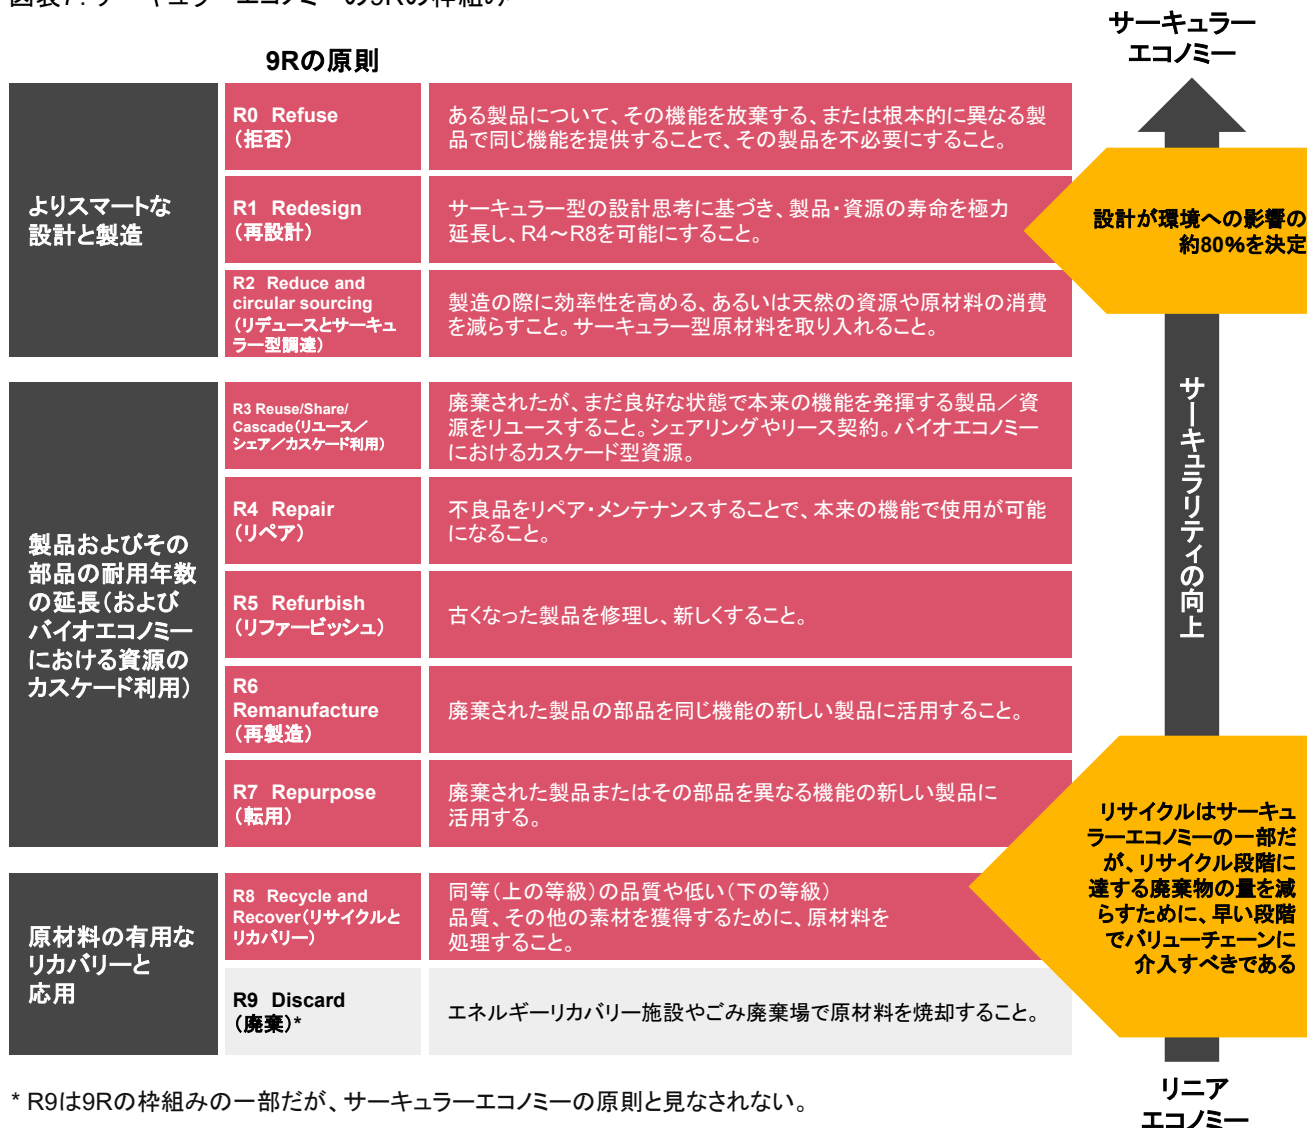 図表7: サーキュラーエコノミーの9Rの枠組み
サーキュラー
エコノミー
9Rの原則
よりスマートな
設計と製造
R0 Refuse
（拒否）
ある製品について、その機能を放棄する、または根本的に異なる製
品で同じ機能を提供することで、その製品を不必要にすること。
R1 Redesign
（再設計）
サーキュラー型の設計思考に基づき、製品・資源の寿命を極力
延長し、R4～R8を可能にすること。
設計が環境への影響の
約80％を決定
R2 Reduce and
circular sourcing
（リデュースとサーキュ
ラー型調達）
製造の際に効率性を高める、あるいは天然の資源や原材料の消費
を減らすこと。サーキュラー型原材料を取り入れること。
サーキュラリティの向上
製品およびその
部品の耐用年数
の延長（および
バイオエコノミー
における資源の
カスケード利用）
R3 Reuse/Share/
Cascade（リユース／
シェア／カスケード利用）
廃棄されたが、まだ良好な状態で本来の機能を発揮する製品／資
源をリユースすること。シェアリングやリース契約。バイオエコノミー
におけるカスケード型資源。
R4 Repair
（リペア）
不良品をリペア・メンテナンスすることで、本来の機能で使用が可能
になること。
R5 Refurbish
（リファービッシュ）
古くなった製品を修理し、新しくすること。
R6
Remanufacture
（再製造）
廃棄された製品の部品を同じ機能の新しい製品に活用すること。
R7 Repurpose
（転用）
廃棄された製品またはその部品を異なる機能の新しい製品に
活用する。
リサイクルはサーキュ
ラーエコノミーの一部だ
が、リサイクル段階に
達する廃棄物の量を減
らすために、早い段階
でバリューチェーンに
介入すべきである
原材料の有用な
リカバリーと
応用
R8 Recycle and
Recover（リサイクルと
リカバリー）
同等（上の等級）の品質や低い（下の等級）
品質、その他の素材を獲得するために、原材料を
処理すること。
R9 Discard
（廃棄）*
エネルギーリカバリー施設やごみ廃棄場で原材料を焼却すること。
リニア
エコノミー
* R9は9Rの枠組みの一部だが、サーキュラーエコノミーの原則と見なされない。